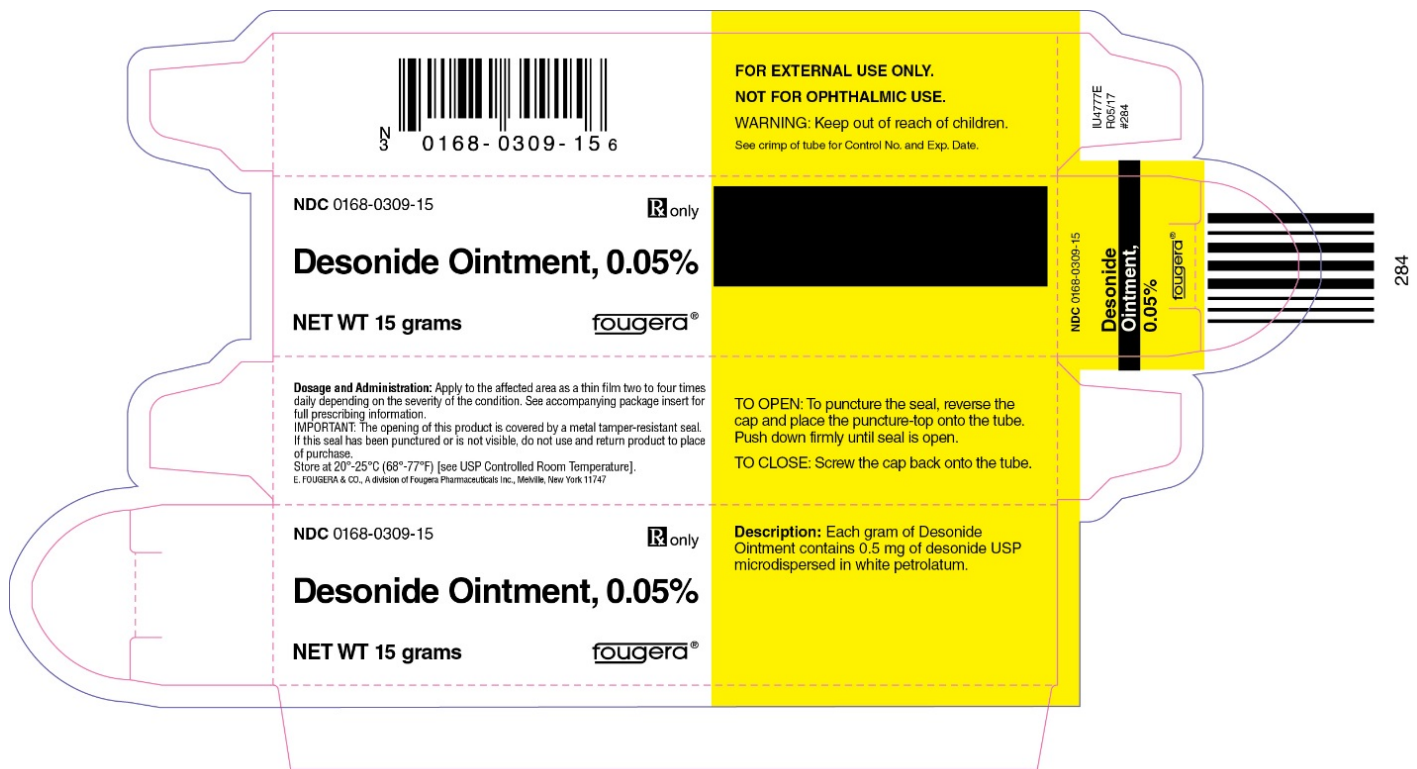 N
3
0168-0309-15 6
FOR EXTERNAL USE ONLY.
NOT FOR OPHTHALMIC USE.
WARNING: Keep out of reach of children.
See crimp of tube for Control No. and Exp. Date.
IU4777E
R05/17
#284
NDC 0168-0309-15
Rx only
Desonide Ointment, 0.05%
NET WT 15 grams
fougera®
NDC 0168-0309-15
Desonide
Ointment,
0.05%
fougera®
284
Dosage and Administration: Apply to the affected area as a thin film two to four times
daily depending on the severity of the condition. See accompanying package insert for
full prescribing information.
IMPORTANT: The opening of this product is covered by a metal tamper-resistant seal.
If this seal has been punctured or is not visible, do not use and return product to place
of purchase.
Store at 20°-25°C (68°-77°F) [see USP Controlled Room Temperature].
E. FOUGERA & CO., A division of Fougera Pharmaceuticals Inc., Melville, New York 11747
TO OPEN: To puncture the seal, reverse the
cap and place the puncture-top onto the tube.
Push down firmly until seal is open.
TO CLOSE: Screw the cap back onto the tube.
NDC 0168-0309-15
Rx only
Desonide Ointment, 0.05%
NET WT 15 grams
fougera®
Description: Each gram of Desonide
Ointment contains 0.5 mg of desonide USP
microdispersed in white petrolatum.